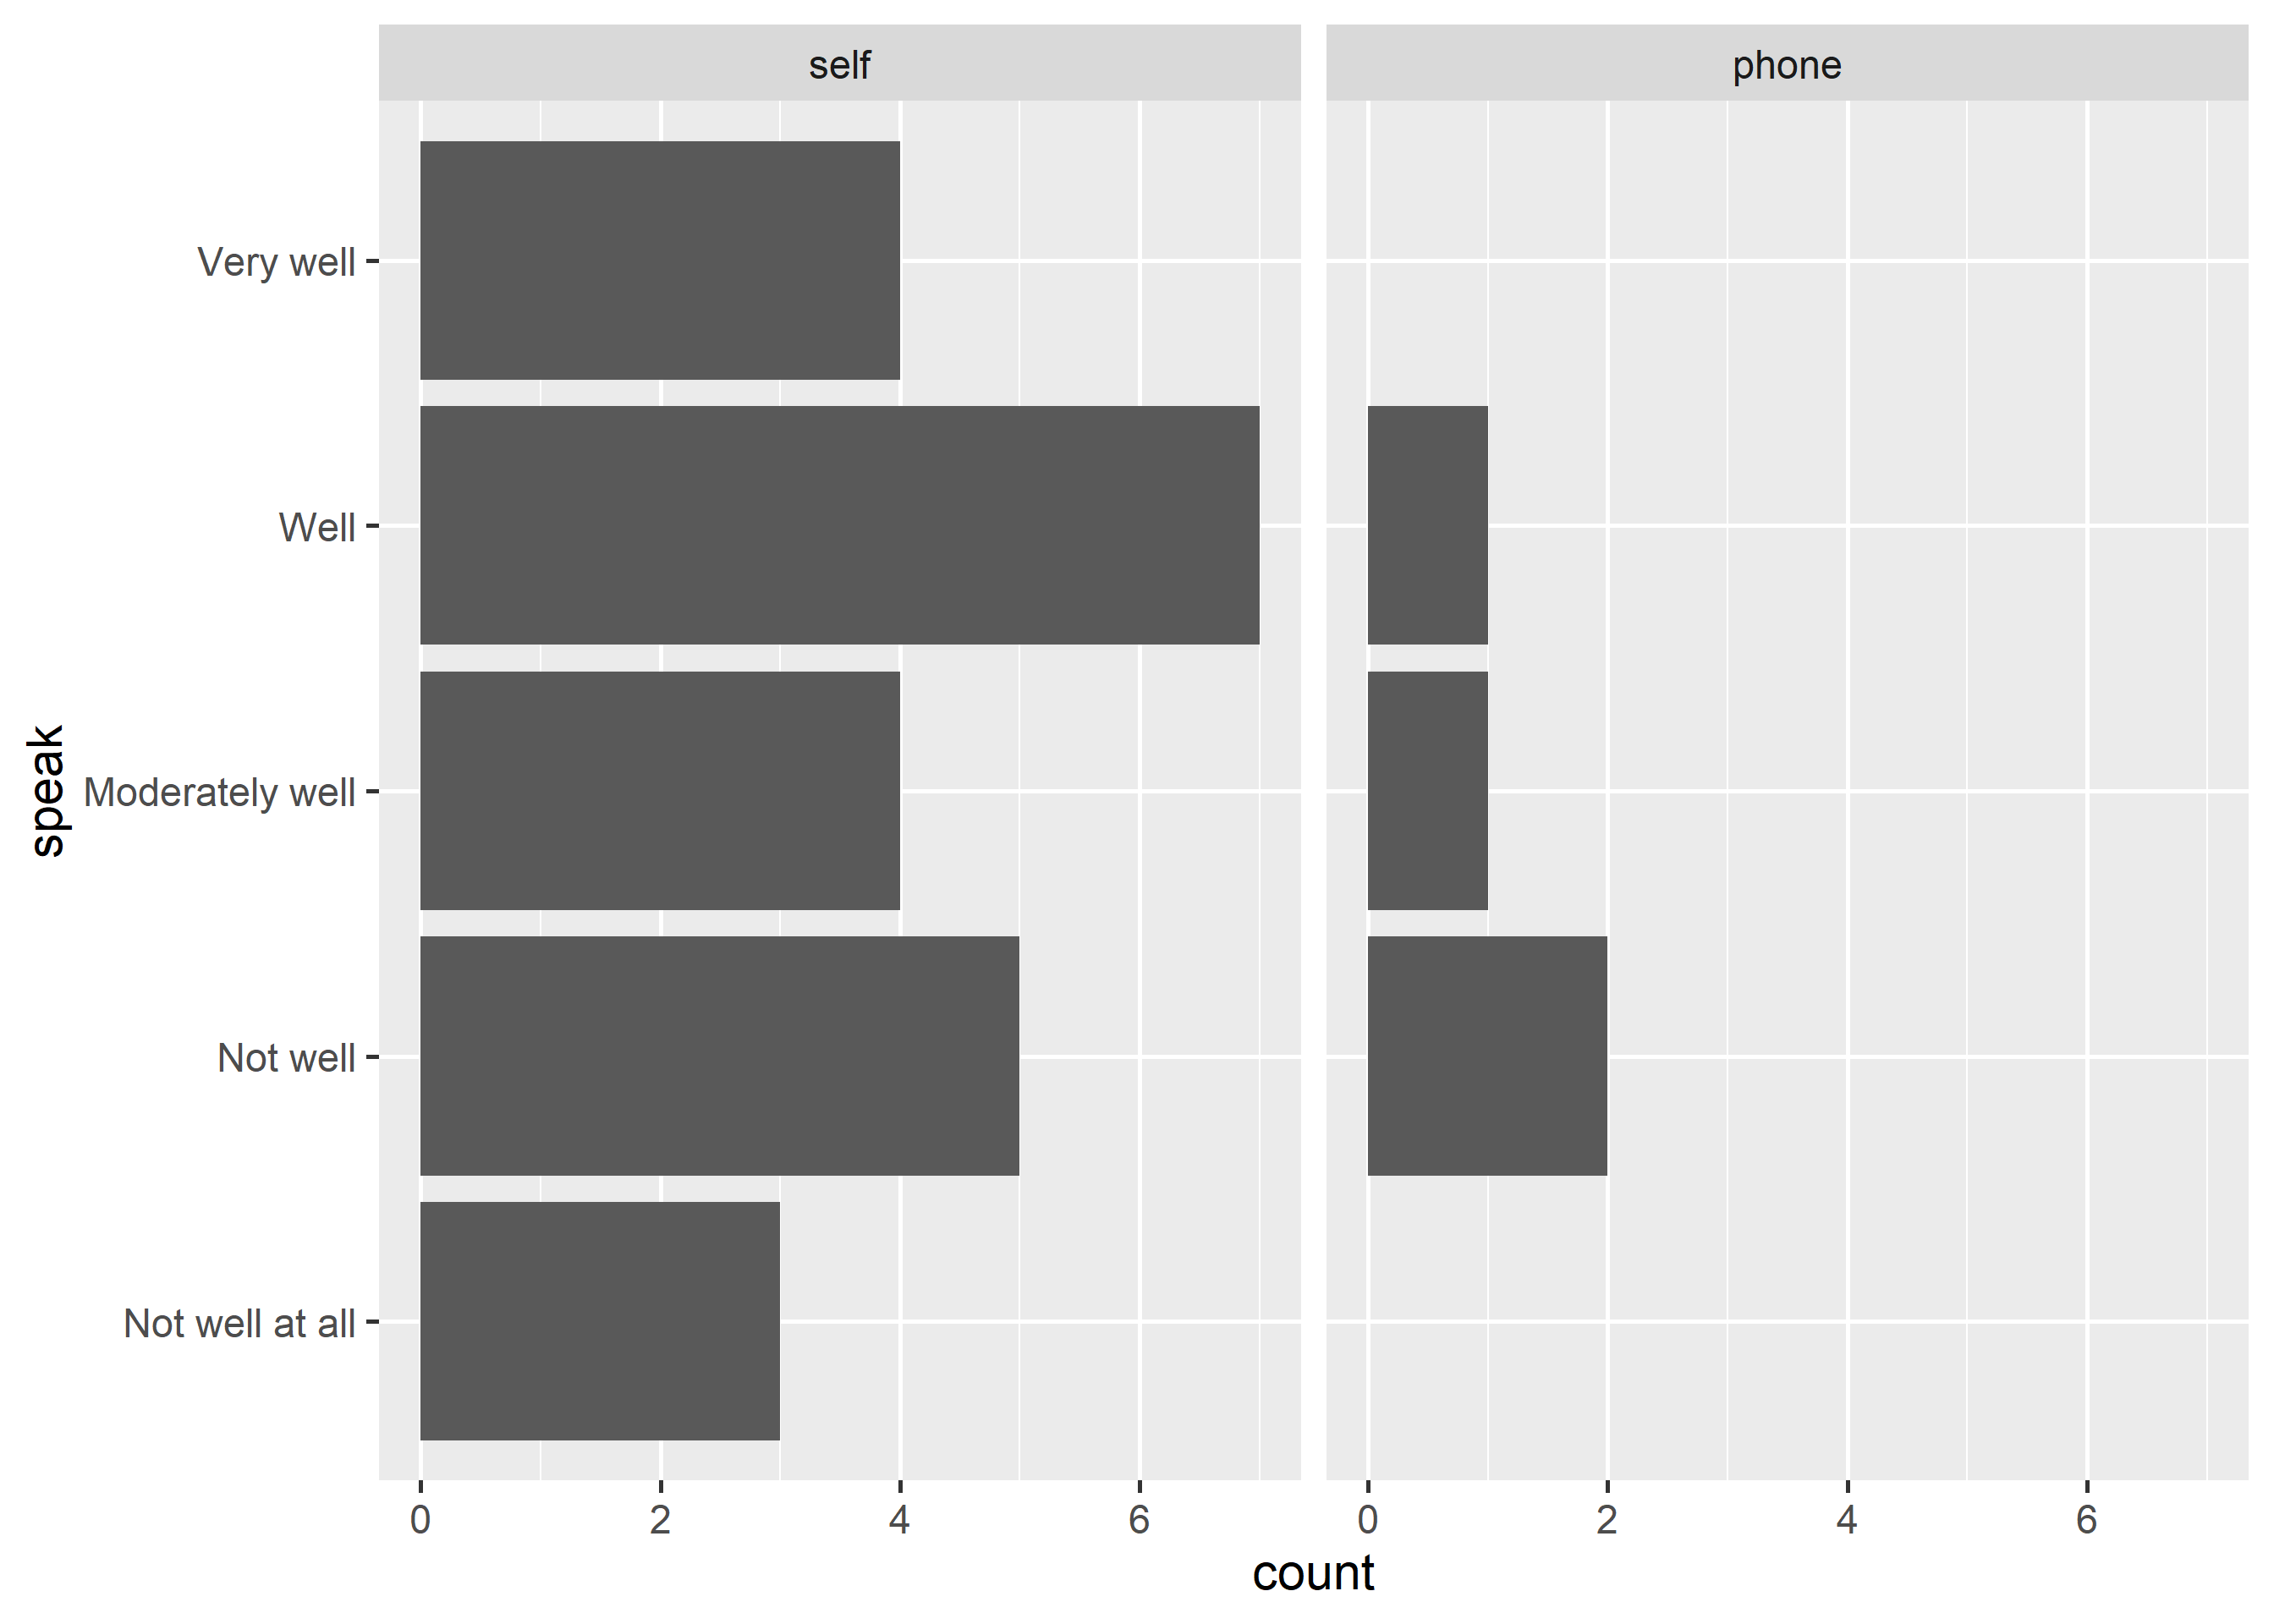 self
phone
Very well
Well
Moderately well
Not well
Not well at all
speak
0 2 4 6
0 2 4 6
count